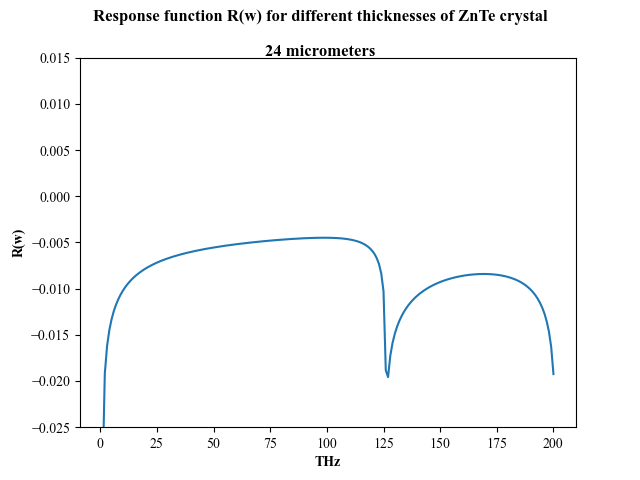 Response function R(w) for different thicknesses of ZnTe crystal
24 micrometers
0.015
0.010
0.005
0.000
−0.005
−0.010
−0.015
−0.020
−0.025
R(w)
0 25 50 75 100 125 150 175 200
THz